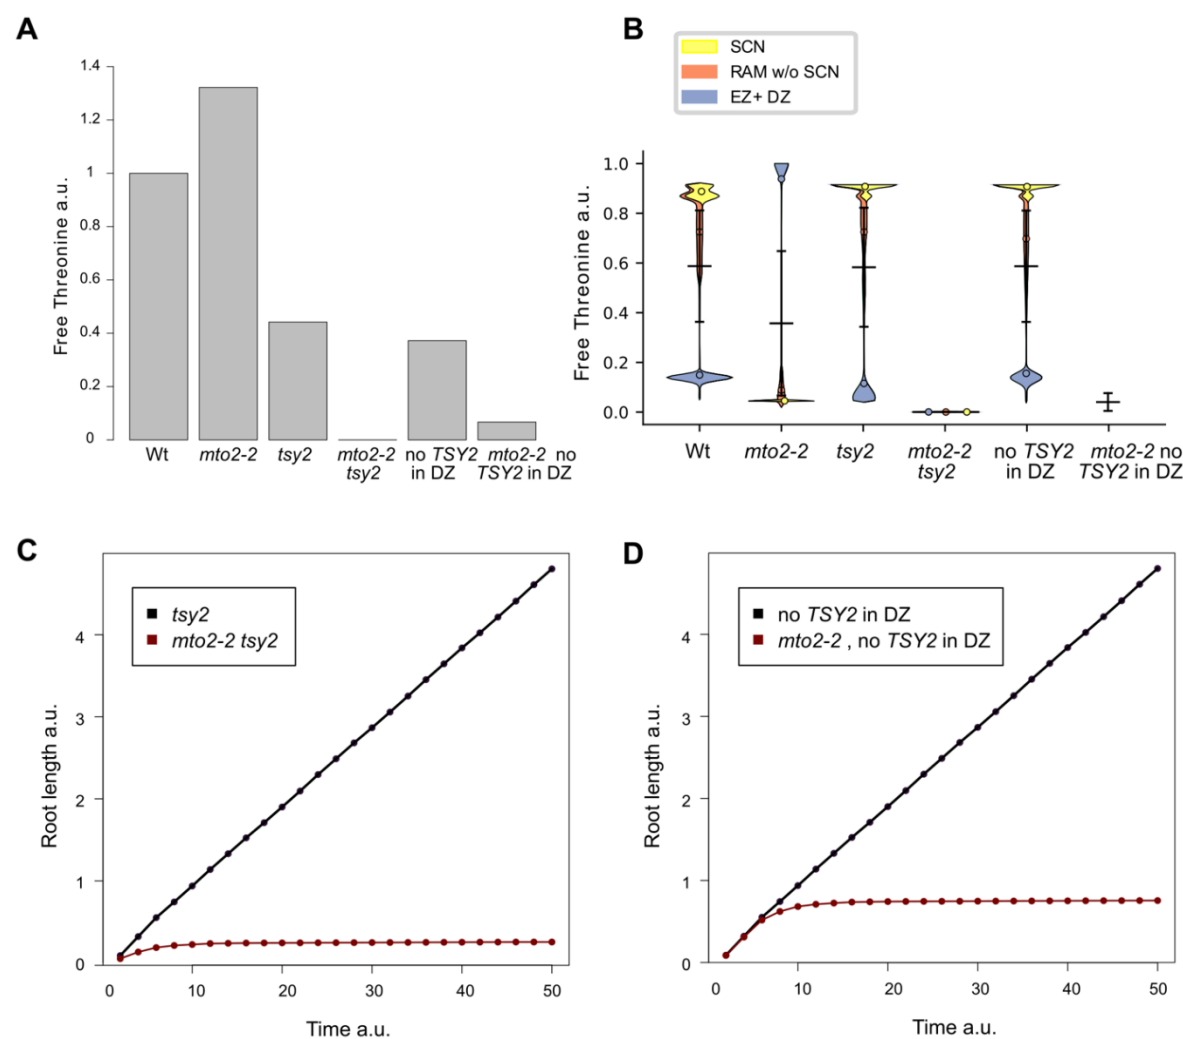 A
1.4
1.2
1
0.8
0.6
0.4
0.2
0
Free Threonine a.u.
Wt
mto2-2
tsy2
mto2-2
tsy2
no TSY2
in DZ
mto2-2 no
TSY2 in DZ
B
SCN
RAM w/o SCN
EZ+ DZ
1.0
0.8
0.6
0.4
0.2
0.0
Free Threonine a.u.
Wt
mto2-2
tsy2
mto2-2
tsy2
no TSY2
in DZ
mto2-2 no
TSY2 in DZ
C
tsy2
mto2-2 tsy2
4
3
2
1
0
Root length a.u.
0 10 20 30 40 50
Time a.u.
D
no TSY2 in DZ
mto2-2 , no TSY2 in DZ
4
3
2
1
0
Root length a.u.
0 10 20 30 40 50
Time a.u.